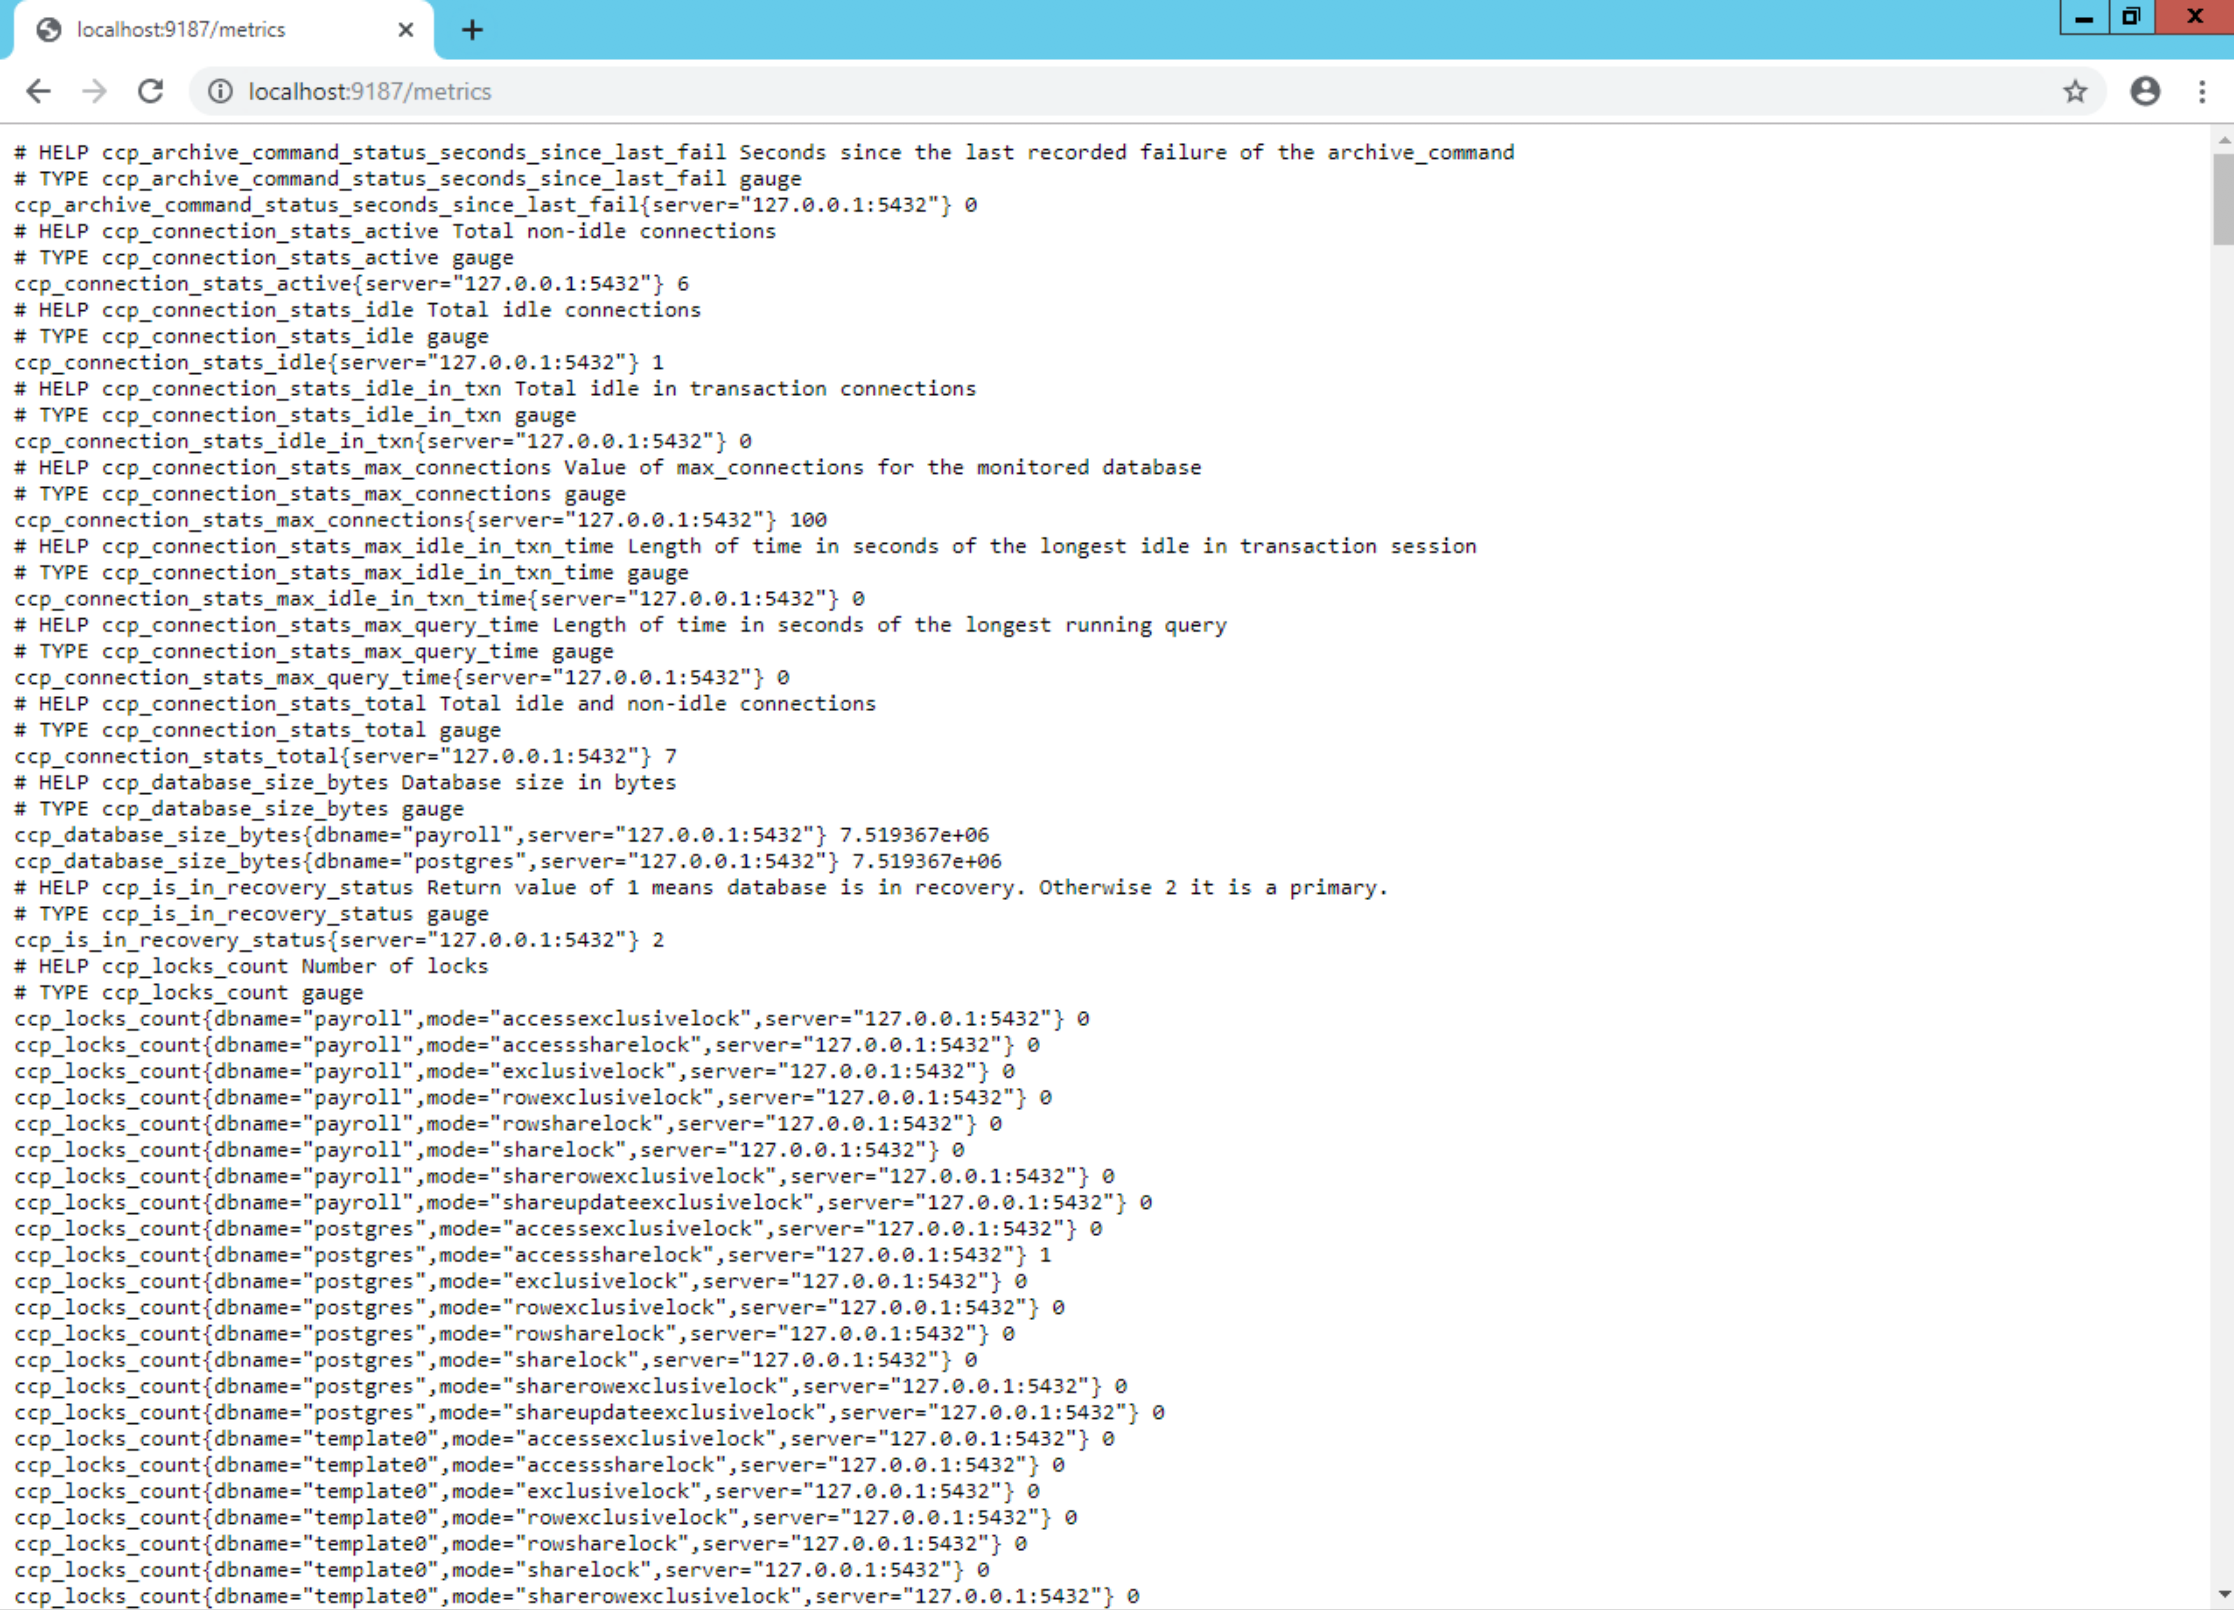 localhost:9187/metrics
localhost:9187/metrics
# HELP ccp_archive_command_status_seconds_since_last_fail Seconds since the last recorded failure of the archive_command
# TYPE ccp_archive_command_status_seconds_since_last_fail gauge
ccp_archive_command_status_seconds_since_last_fail{server="127.0.0.1:5432"} 0
# HELP ccp_connection_stats_active Total non-idle connections
# TYPE ccp_connection_stats_active gauge
ccp_connection_stats_active{server="127.0.0.1:5432"} 6
# HELP ccp_connection_stats_idle Total idle connections
# TYPE ccp_connection_stats_idle gauge
ccp_connection_stats_idle{server="127.0.0.1:5432"} 1
# HELP ccp_connection_stats_idle_in_txn Total idle in transaction connections
# TYPE ccp_connection_stats_idle_in_txn gauge
ccp_connection_stats_idle_in_txn{server="127.0.0.1:5432"} 0
# HELP ccp_connection_stats_max_connections Value of max_connections for the monitored database
# TYPE ccp_connection_stats_max_connections gauge
ccp_connection_stats_max_connections{server="127.0.0.1:5432"} 100
# HELP ccp_connection_stats_max_idle_in_txn_time Length of time in seconds of the longest idle in transaction session
# TYPE ccp_connection_stats_max_idle_in_txn_time gauge
ccp_connection_stats_max_idle_in_txn_time{server="127.0.0.1:5432"} 0
# HELP ccp_connection_stats_max_query_time Length of time in seconds of the longest running query
# TYPE ccp_connection_stats_max_query_time gauge
ccp_connection_stats_max_query_time{server="127.0.0.1:5432"} 0
# HELP ccp_connection_stats_total Total idle and non-idle connections
# TYPE ccp_connection_stats_total gauge
ccp_connection_stats_total{server="127.0.0.1:5432"} 7
# HELP ccp_database_size_bytes Database size in bytes
# TYPE ccp_database_size_bytes gauge
ccp_database_size_bytes{dbname="payroll",server="127.0.0.1:5432"} 7.519367e+06
ccp_database_size_bytes{dbname="postgres",server="127.0.0.1:5432"} 7.519367e+06
# HELP ccp_is_in_recovery_status Return value of 1 means database is in recovery. Otherwise 2 it is a primary.
# TYPE ccp_is_in_recovery_status gauge
ccp_is_in_recovery_status{server="127.0.0.1:5432"} 2
# HELP ccp_locks_count Number of locks
# TYPE ccp_locks_count gauge
ccp_locks_count{dbname="payroll",mode="accessexclusivelock",server="127.0.0.1:5432"} 0
ccp_locks_count{dbname="payroll",mode="accesssharelock",server="127.0.0.1:5432"} 0
ccp_locks_count{dbname="payroll",mode="exclusivelock",server="127.0.0.1:5432"} 0
ccp_locks_count{dbname="payroll",mode="rowexclusivelock",server="127.0.0.1:5432"} 0
ccp_locks_count{dbname="payroll",mode="rowsharelock",server="127.0.0.1:5432"} 0
ccp_locks_count{dbname="payroll",mode="sharelock",server="127.0.0.1:5432"} 0
ccp_locks_count{dbname="payroll",mode="sharerowexclusivelock",server="127.0.0.1:5432"} 0
ccp_locks_count{dbname="payroll",mode="shareupdateexclusivelock",server="127.0.0.1:5432"} 0
ccp_locks_count{dbname="postgres",mode="accessexclusivelock",server="127.0.0.1:5432"} 0
ccp_locks_count{dbname="postgres",mode="accesssharelock",server="127.0.0.1:5432"} 1
ccp_locks_count{dbname="postgres",mode="exclusivelock",server="127.0.0.1:5432"} 0
ccp_locks_count{dbname="postgres",mode="rowexclusivelock",server="127.0.0.1:5432"} 0
ccp_locks_count{dbname="postgres",mode="rowsharelock",server="127.0.0.1:5432"} 0
ccp_locks_count{dbname="postgres",mode="sharelock",server="127.0.0.1:5432"} 0
ccp_locks_count{dbname="postgres",mode="sharerowexclusivelock",server="127.0.0.1:5432"} 0
ccp_locks_count{dbname="postgres",mode="shareupdateexclusivelock",server="127.0.0.1:5432"} 0
ccp_locks_count{dbname="template0",mode="accessexclusivelock",server="127.0.0.1:5432"} 0
ccp_locks_count{dbname="template0",mode="accesssharelock",server="127.0.0.1:5432"} 0
ccp_locks_count{dbname="template0",mode="exclusivelock",server="127.0.0.1:5432"} 0
ccp_locks_count{dbname="template0",mode="rowexclusivelock",server="127.0.0.1:5432"} 0
ccp_locks_count{dbname="template0",mode="rowsharelock",server="127.0.0.1:5432"} 0
ccp_locks_count{dbname="template0",mode="sharelock",server="127.0.0.1:5432"} 0
ccp_locks_count{dbname="template0",mode="sharerowexclusivelock",server="127.0.0.1:5432"} 0